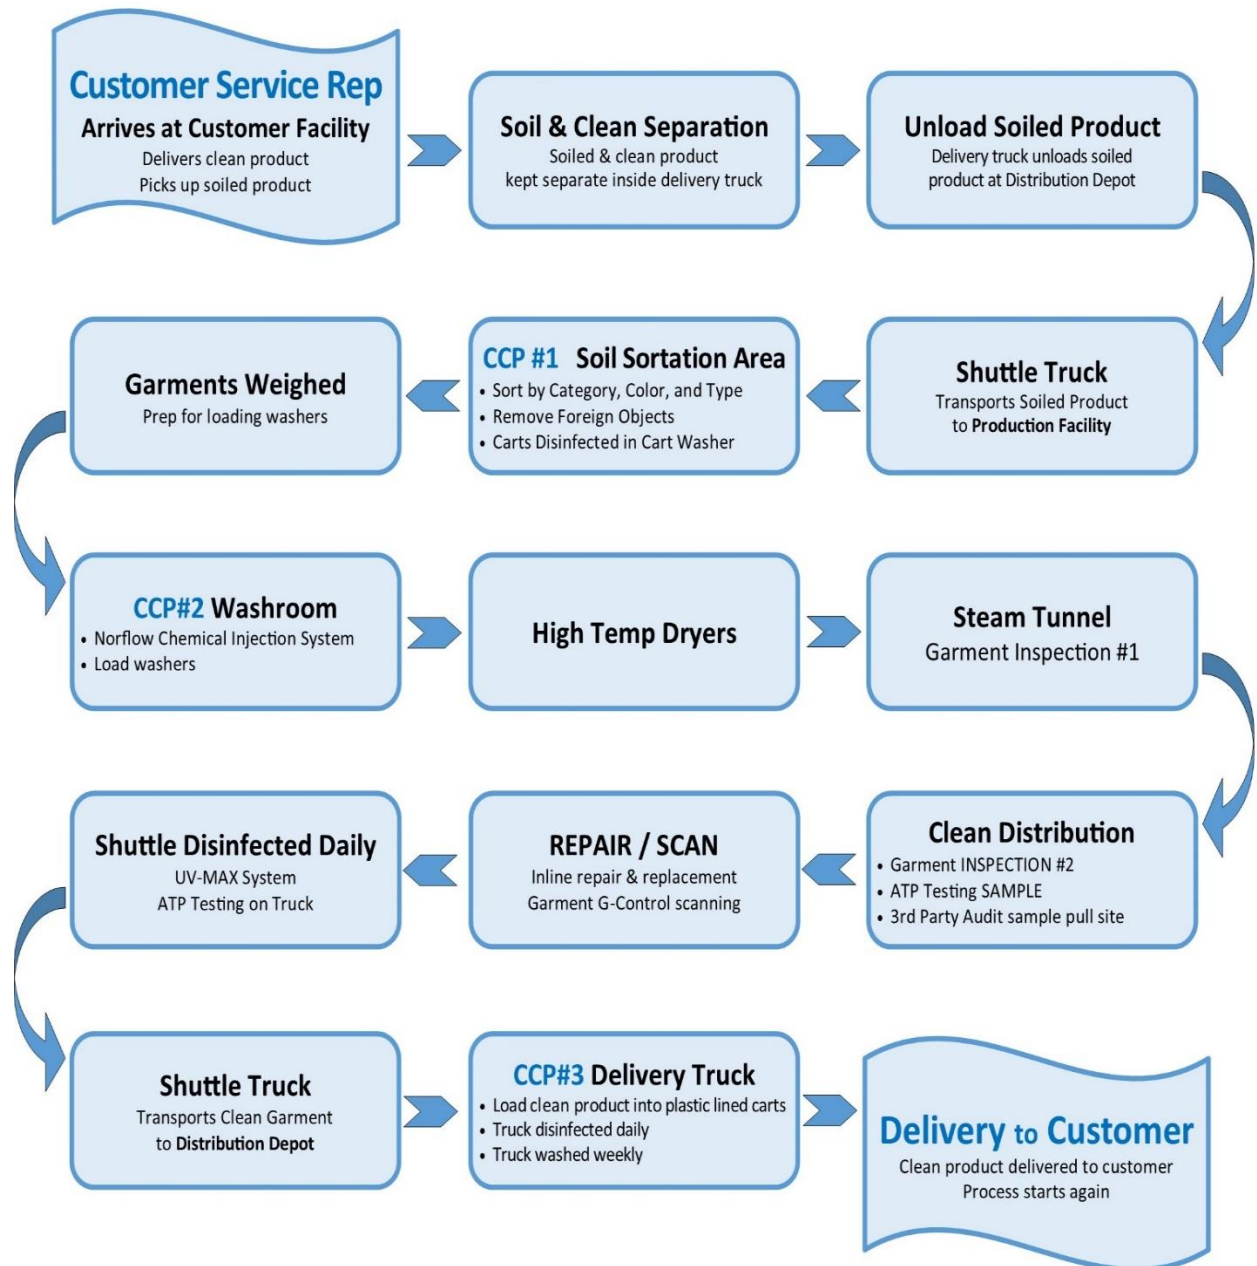 Customer Service Rep
Arrives at Customer Facility
Delivers clean product
Picks up soiled product
Soil & Clean Separation
Soiled & clean product
kept separate inside delivery truck
Unload Soiled Product
Delivery truck unloads soiled
product at Distribution Depot
Shuttle Truck
Transports Soiled Product
to Production Facility
CCP #1 Soil Sortation Area
• Sort by Category, Color, and Type
• Remove Foreign Objects
• Carts Disinfected in Cart Washer
Garments Weighed
Prep for loading washers
CCP#2 Washroom
• Norflow Chemical Injection System
• Load washers
High Temp Dryers
Steam Tunnel
Garment Inspection #1
Clean Distribution
• Garment INSPECTION #2
• ATP Testing SAMPLE
• 3rd Party Audit sample pull site
REPAIR / SCAN
Inline repair & replacement
Garment G-Control scanning
Shuttle Disinfected Daily
UV-MAX System
ATP Testing on Truck
Shuttle Truck
Transports Clean Garment
to Distribution Depot
CCP#3 Delivery Truck
• Load clean product into plastic lined carts
• Truck disinfected daily
• Truck washed weekly
Delivery to Customer
Clean product delivered to customer
Process starts again